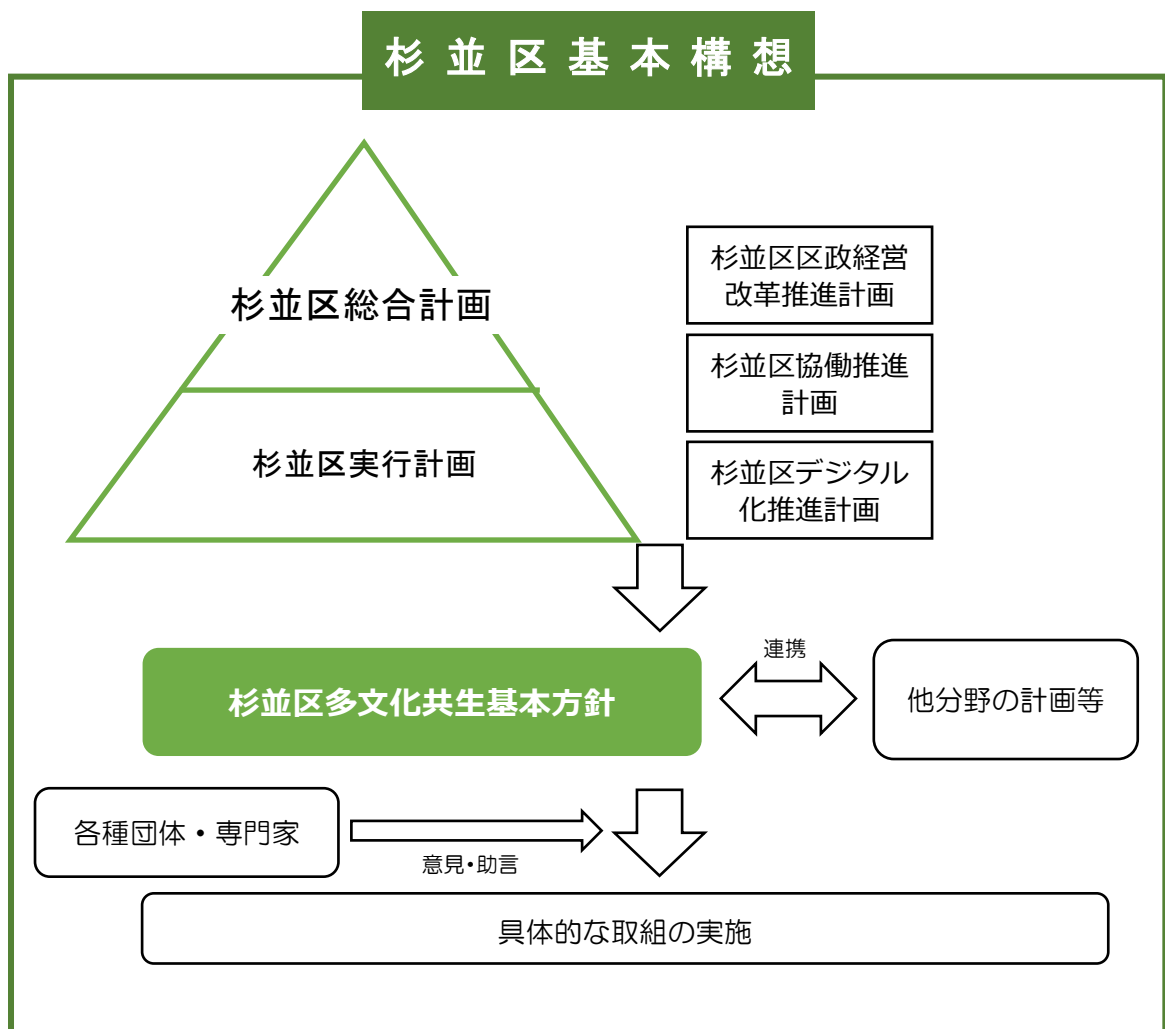 杉並区基本構想
杉並区総合計画
杉並区実行計画
杉並区区政経営
改革推進計画
杉並区協働推進
計画
杉並区デジタル
化推進計画
杉並区多文化共生基本方針
連携
他分野の計画等
各種団体・専門家
意見・助言
具体的な取組の実施